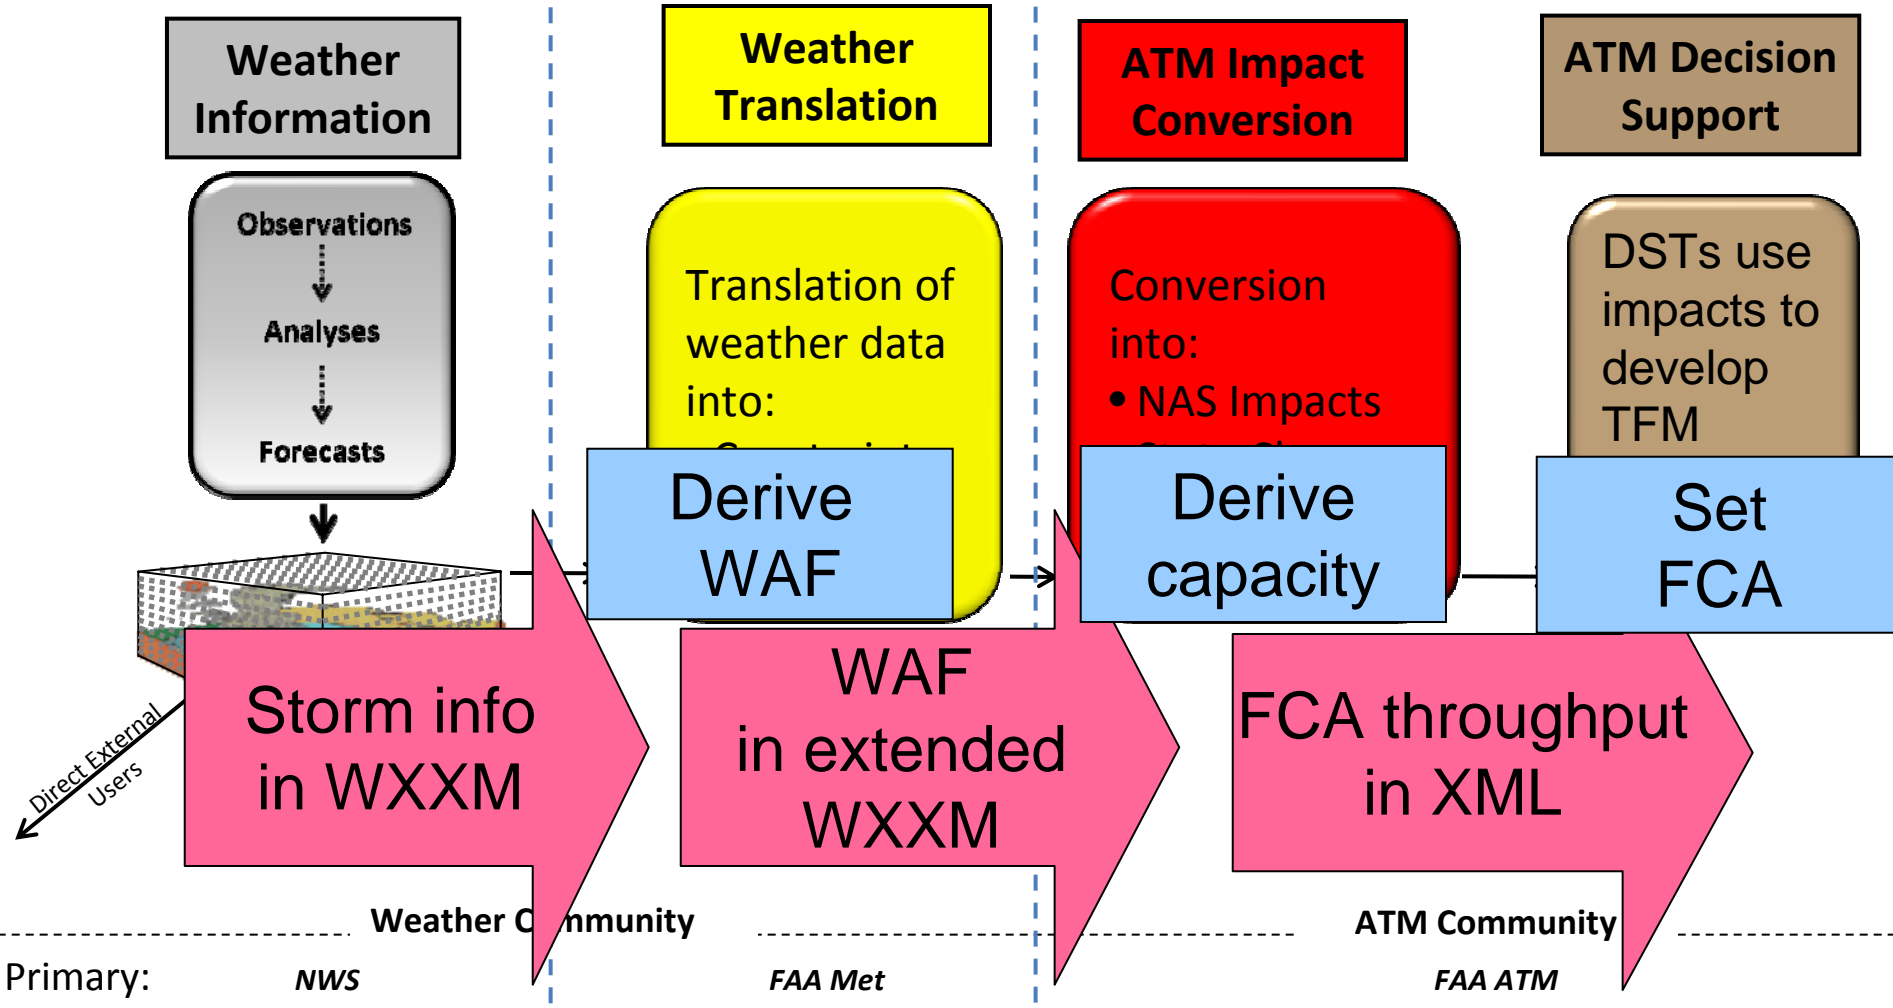 Weather
Information
Weather
Translation
ATM Impact
Conversion
ATM Decision
Support
Observations
Analyses
Forecasts
Translation of
weather data
into:
Conversion
into:
• NAS Impacts
DSTs use
impacts to
develop
TFM
Derive
WAF
Derive
capacity
Set
FCA
Storm info
in WXXM
WAF
in extended
WXXM
FCA throughput
in XML
Direct External
Users
Weather C mmunity
ATM Community
Primary:
NWS
FAA Met
FAA ATM